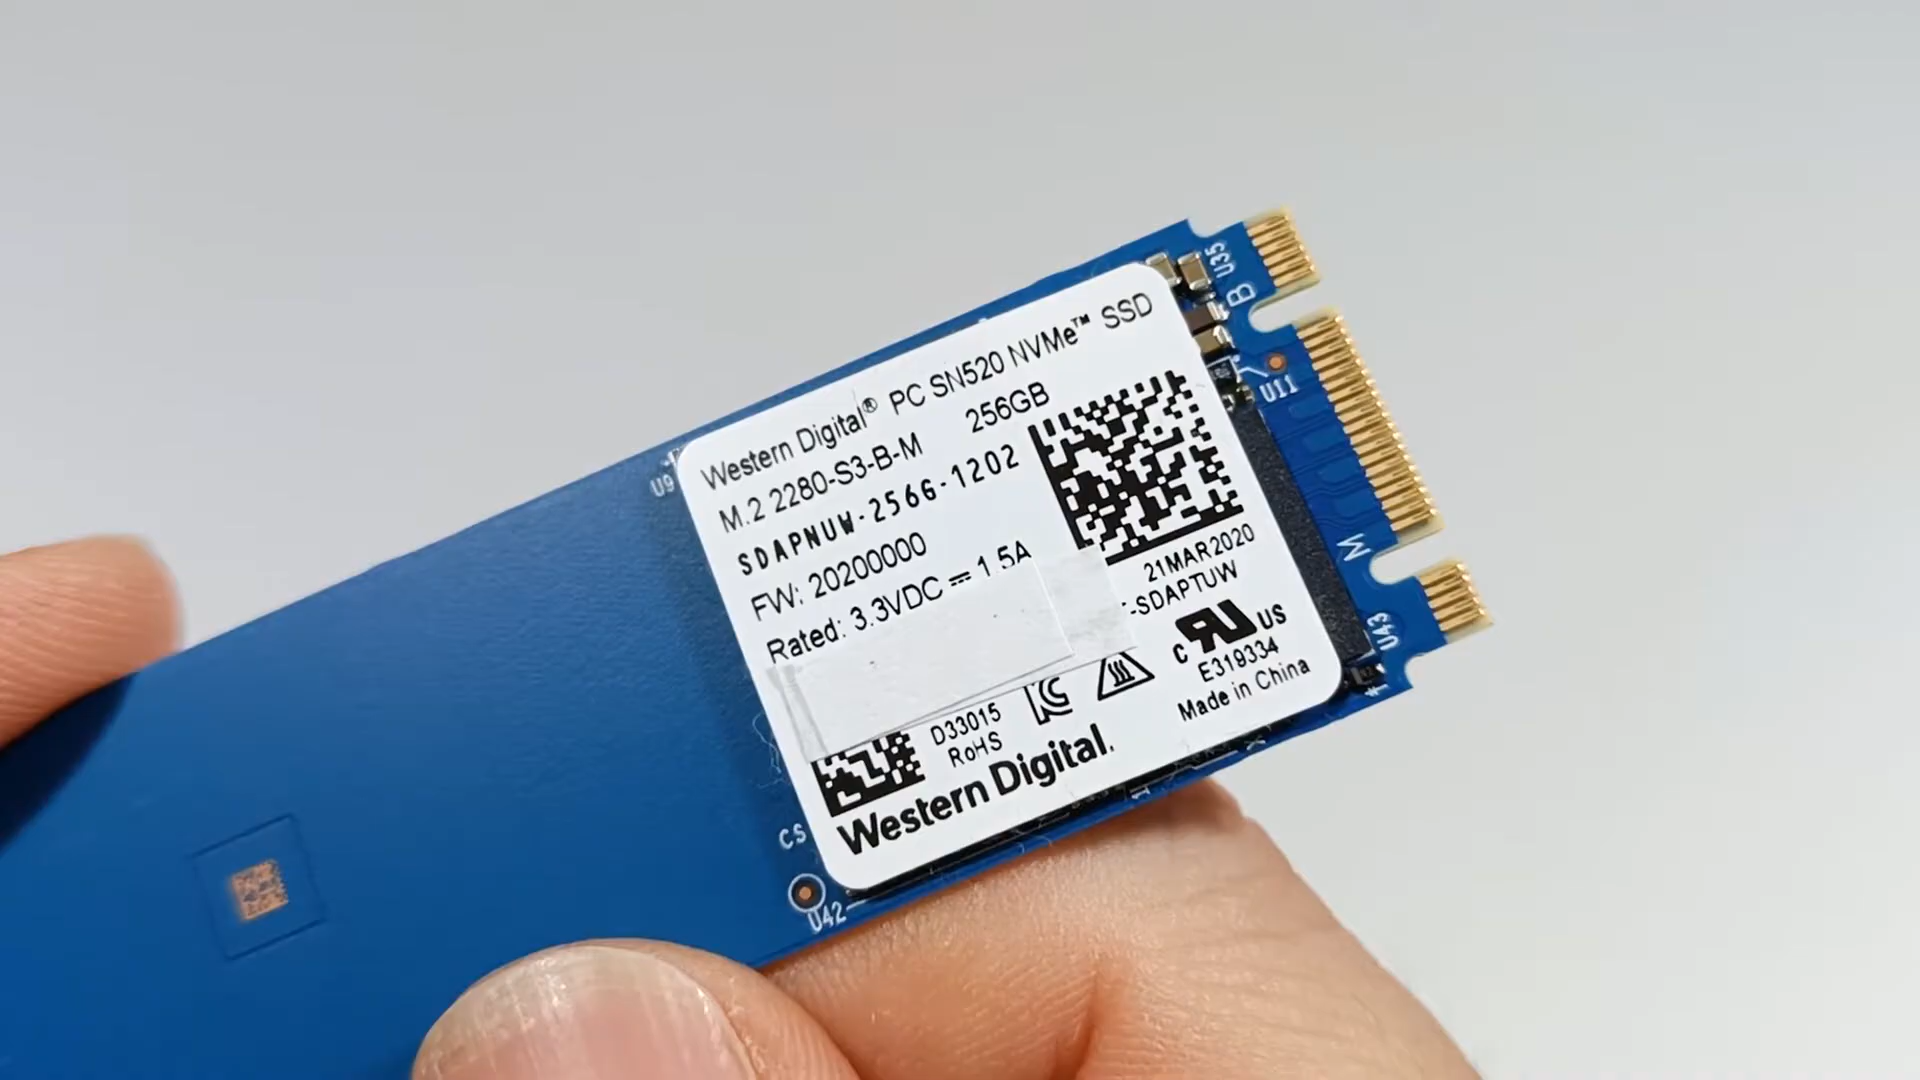 Western Digital® PC SN520 NVMe™ SSD
M.2 2280-S3-B-M 256GB
SDAPNUW-256G-1202
FW: 20200000
Rated: 3.3VDC ⎓ 1.5A
21MAR2020
-SDAPTUW
C US
E319334
Made in China
D33015
RoHS
Western Digital.
U9
CS
U42
U35
B
U11
M
U43